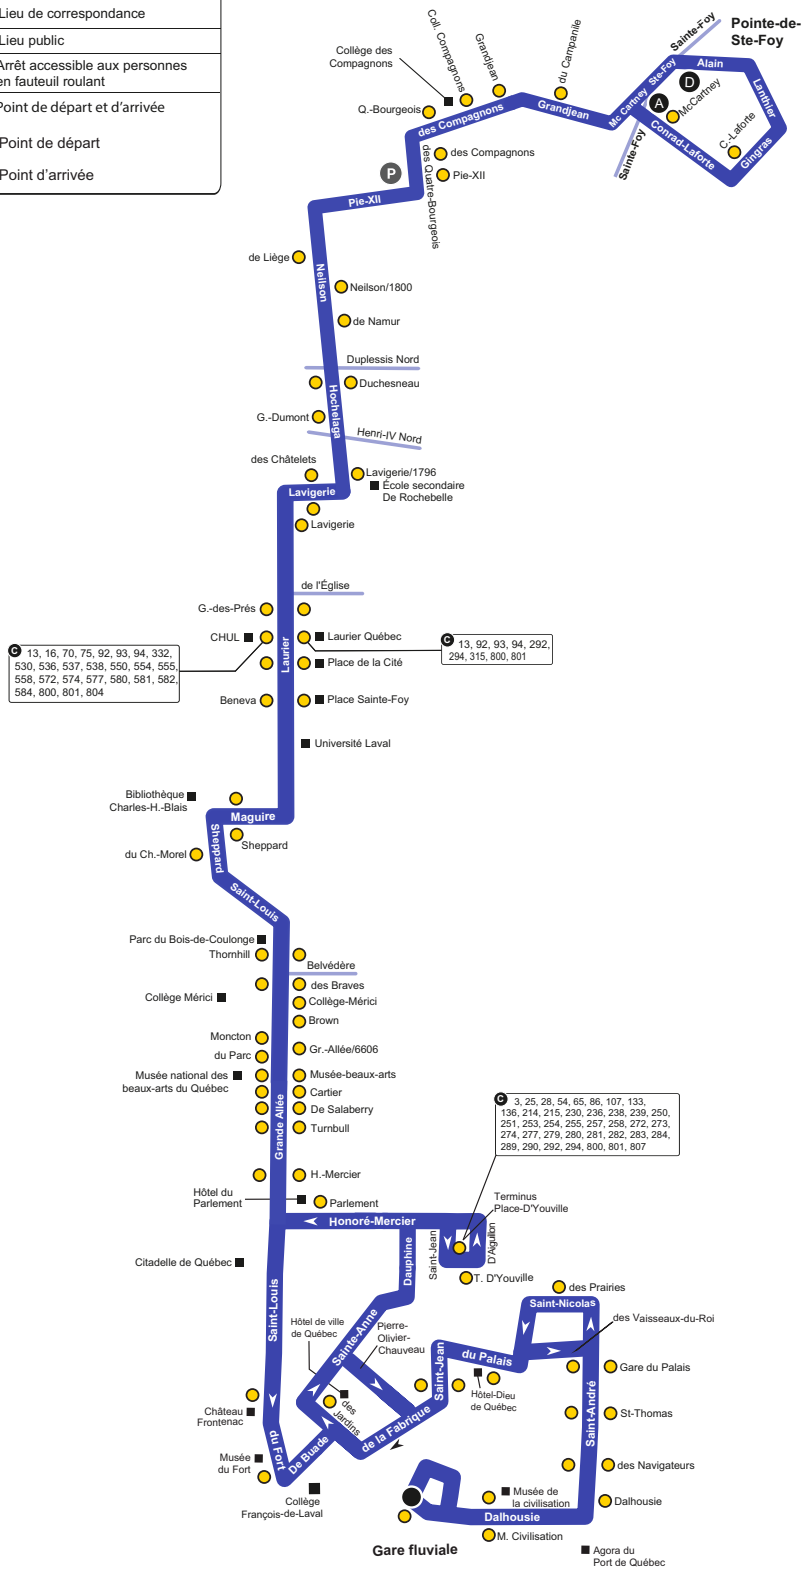 Lieu de correspondance
Lieu public
Arrêt accessible aux personnes
en fauteuil roulant
Point de départ et d'arrivée
Point de départ
Point d'arrivée
Pointe-de-
Ste-Foy
Sainte-Foy
Alain
Lanthier
Gingras
Conrad-Laforte
Mc Cartney
Ste-Foy
D
A
McCartney
C.-Laforte
Sainte-Foy
du Campanile
Grandjean
Grandjean
Coll. Compagnons
Collège des
Compagnons
Q.-Bourgeois
des Compagnons
des Compagnons
Pie-XII
des Quatre-Bourgeois
P
Pie-XII
de Liège
Neilson
Neilson/1800
de Namur
Duplessis Nord
Duchesneau
G.-Dumont
Hochelaga
Henri-IV Nord
des Châtelets
Lavigerie/1796
École secondaire
De Rochebelle
Lavigerie
Lavigerie
de l'Église
G.-des-Prés
CHUL
Laurier Québec
Laurier
Place de la Cité
C 13, 16, 70, 75, 92, 93, 94, 332,
530, 536, 537, 538, 550, 554, 555,
558, 572, 574, 577, 580, 581, 582,
584, 800, 801, 804
C 13, 92, 93, 94, 292,
294, 315, 800, 801
Beneva
Place Sainte-Foy
Université Laval
Bibliothèque
Charles-H.-Blais
Maguire
Sheppard
Sheppard
du Ch.-Morel
Saint-Louis
Parc du Bois-de-Coulonge
Thornhill
Belvédère
des Braves
Collège Mérici
Collège-Mérici
Brown
Moncton
Gr.-Allée/6606
du Parc
Musée national des
beaux-arts du Québec
Musée-beaux-arts
Cartier
De Salaberry
Turnbull
Grande Allée
H.-Mercier
C 3, 25, 28, 54, 65, 86, 107, 133,
136, 214, 215, 230, 236, 238, 239, 250,
251, 253, 254, 255, 257, 258, 272, 273,
274, 277, 279, 280, 281, 282, 283, 284,
289, 290, 292, 294, 800, 801, 807
Hôtel du
Parlement
Parlement
Terminus
Place-D'Youville
Honoré-Mercier
Saint-Jean
D'Aiguillon
Dauphine
Citadelle de Québec
T. D'Youville
des Prairies
Saint-Nicolas
des Vaisseaux-du-Roi
Saint-Louis
Hôtel de ville
de Québec
Sainte-Anne
Pierre-
Olivier-
Chauveau
du Palais
Saint-Jean
Hôtel-Dieu
de Québec
Gare du Palais
Château
Frontenac
des
Jardins
St-Thomas
Saint-André
de la Fabrique
du Fort
De Buade
Musée
du Fort
des Navigateurs
Collège
François-de-Laval
Musée de
la civilisation
Dalhousie
Dalhousie
M. Civilisation
Gare fluviale
Agora du
Port de Québec